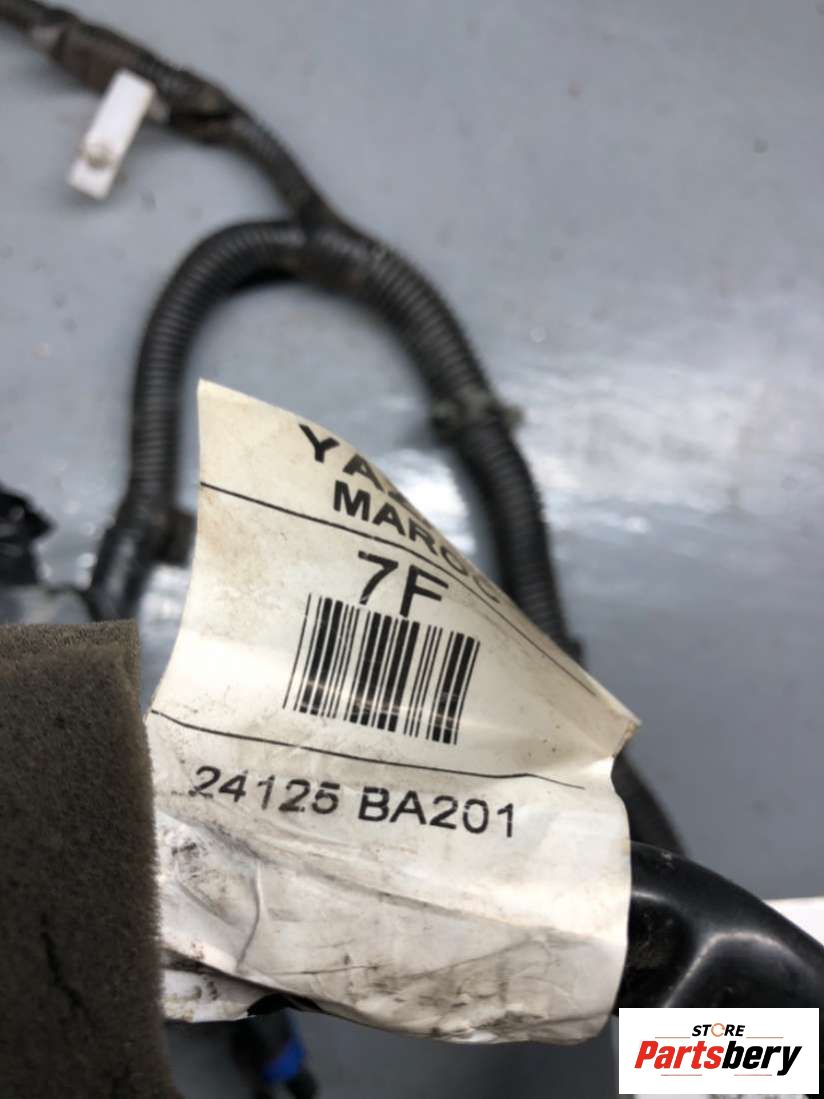 MAROC
7F
24125 BA201
STORE
Partsbery